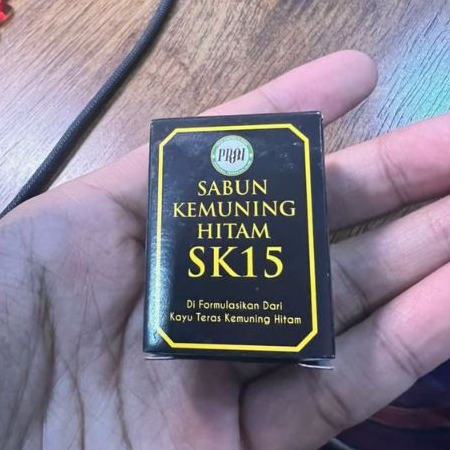 SABUN
KEMUNING
HITAM
SK15
Di Formulasikan Dari
Kayu Teras Kemuning Hitam